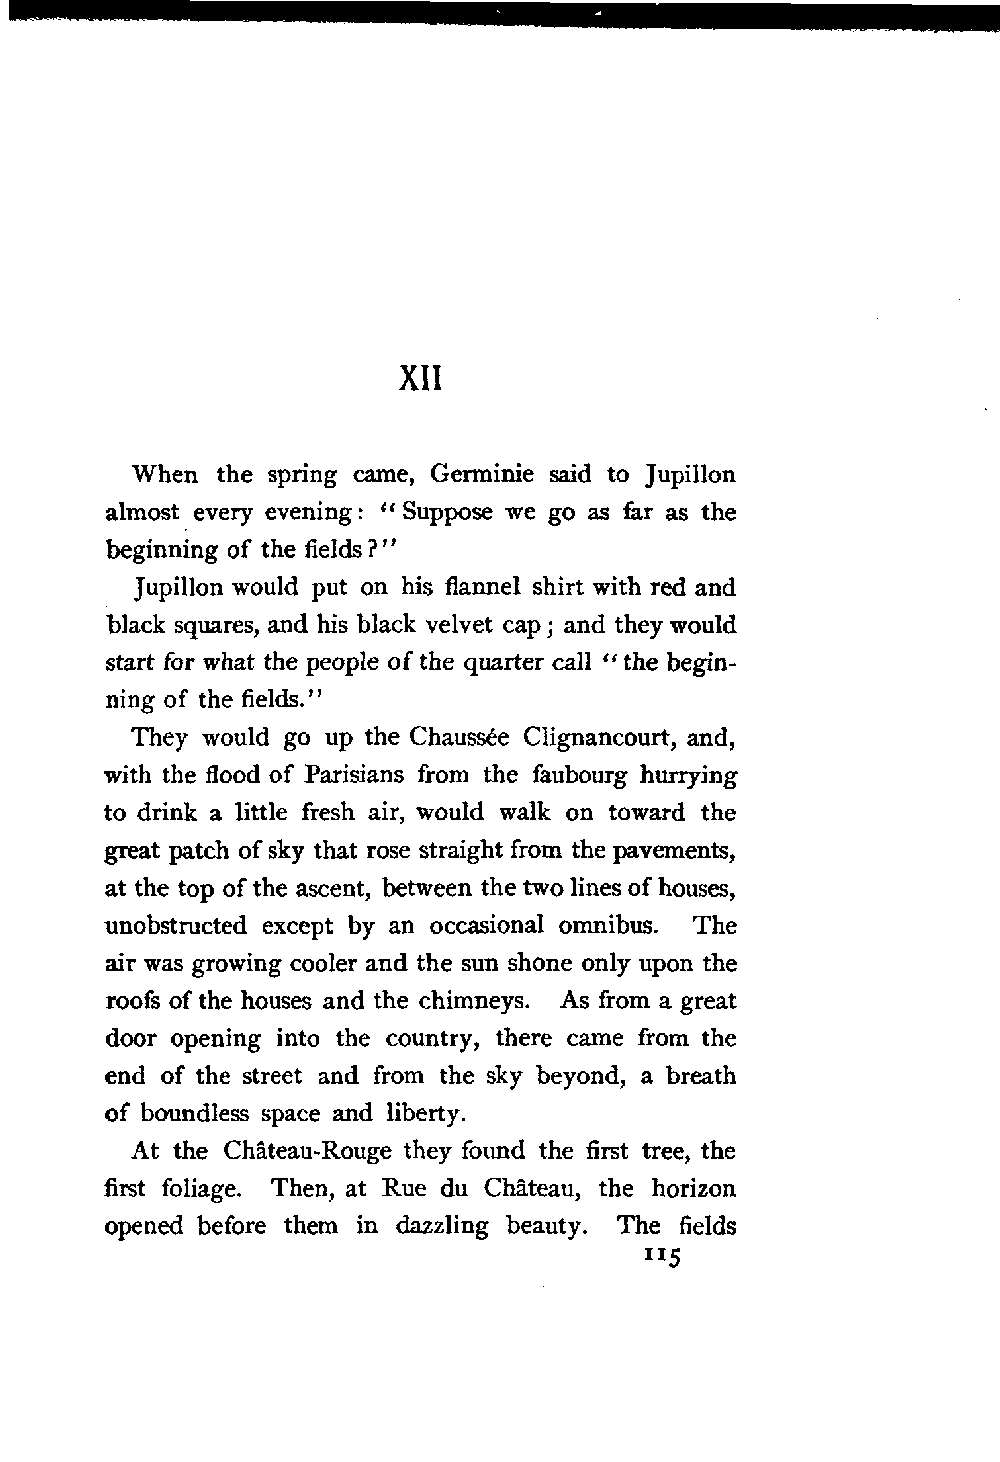 XII
When the spring came, Germinie said to Jupillon
almost every evening: "Suppose we go as far as the
beginning of the fields?"
Jupillon would put on his flannel shirt with red and
black squares, and his black velvet cap; and they would
start for what the people of the quarter call "the begin-
ning of the fields."
They would go up the Chaussée Clignancourt, and,
with the flood of Parisians from the faubourg hurrying
to drink a little fresh air, would walk on toward the
great patch of sky that rose straight from the pavements,
at the top of the ascent, between the two lines of houses,
unobstructed except by an occasional omnibus. The
air was growing cooler and the sun shone only upon the
roofs of the houses and the chimneys. As from a great
door opening into the country, there came from the
end of the street and from the sky beyond, a breath
of boundless space and liberty.
At the Château-Rouge they found the first tree, the
first foliage. Then, at Rue du Château, the horizon
opened before them in dazzling beauty. The fields
115